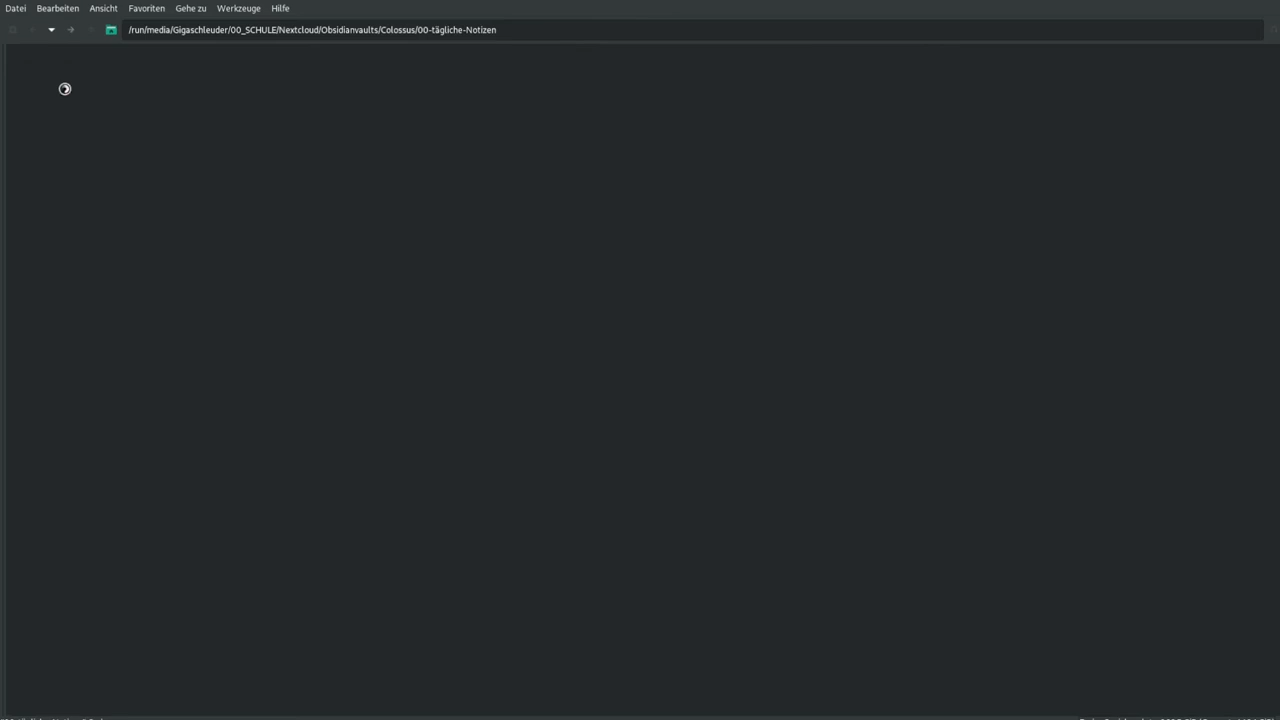 Datei Bearbeiten Ansicht Favoriten Gehe zu Werkzeuge Hilfe
/run/media/Gigaschleuder/00_SCHULE/Nextcloud/Obsidianvaults/Colossus/00-tägliche-Notizen